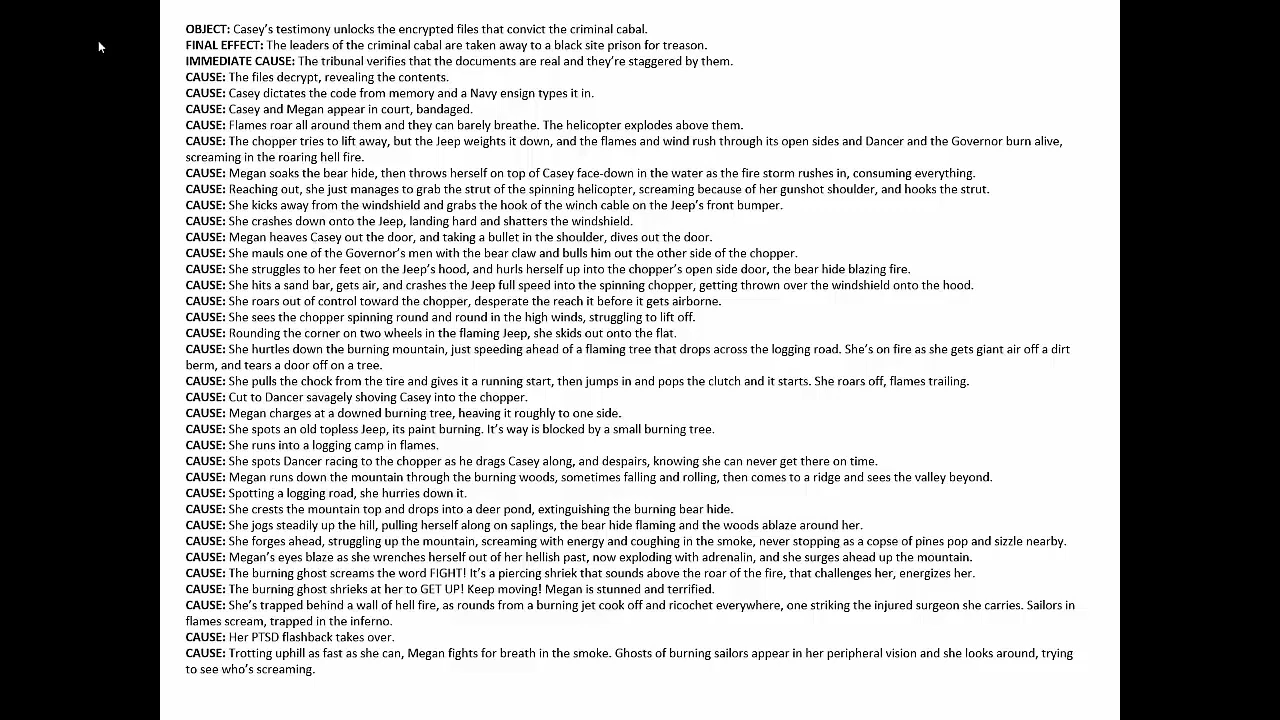 OBJECT: Casey's testimony unlocks the encrypted files that convict the criminal cabal.
FINAL EFFECT: The leaders of the criminal cabal are taken away to a black site prison for treason.
IMMEDIATE CAUSE: The tribunal verifies that the documents are real and they're staggered by them.
CAUSE: The files decrypt, revealing the contents.
CAUSE: Casey dictates the code from memory and a Navy ensign types it in.
CAUSE: Casey and Megan appear in court, bandaged.
CAUSE: Flames roar all around them and they can barely breathe. The helicopter explodes above them.
CAUSE: The chopper tries to lift away, but the Jeep weights it down, and the flames and wind rush through its open sides and Dancer and the Governor burn alive,
screaming in the roaring hell fire.
CAUSE: Megan soaks the bear hide, then throws herself on top of Casey face-down in the water as the fire storm rushes in, consuming everything.
CAUSE: Reaching out, she just manages to grab the strut of the spinning helicopter, screaming because of her gunshot shoulder, and hooks the strut.
CAUSE: She kicks away from the windshield and grabs the hook of the winch cable on the Jeep's front bumper.
CAUSE: She crashes down onto the Jeep, landing hard and shatters the windshield.
CAUSE: Megan heaves Casey out the door, and taking a bullet in the shoulder, dives out the door.
CAUSE: She mauls one of the Governor's men with the bear claw and bulls him out the other side of the chopper.
CAUSE: She struggles to her feet on the Jeep's hood, and hurls herself up into the chopper's open side door, the bear hide blazing fire.
CAUSE: She hits a sand bar, gets air, and crashes the Jeep full speed into the spinning chopper, getting thrown over the windshield onto the hood.
CAUSE: She roars out of control toward the chopper, desperate the reach it before it gets airborne.
CAUSE: She sees the chopper spinning round and round in the high winds, struggling to lift off.
CAUSE: Rounding the corner on two wheels in the flaming Jeep, she skids out onto the flat.
CAUSE: She hurtles down the burning mountain, just speeding ahead of a flaming tree that drops across the logging road. She's on fire as she gets giant air off a dirt
berm, and tears a door off on a tree.
CAUSE: She pulls the chock from the tire and gives it a running start, then jumps in and pops the clutch and it starts. She roars off, flames trailing.
CAUSE: Cut to Dancer savagely shoving Casey into the chopper.
CAUSE: Megan charges at a downed burning tree, heaving it roughly to one side.
CAUSE: She spots an old topless Jeep, its paint burning. It's way is blocked by a small burning tree.
CAUSE: She runs into a logging camp in flames.
CAUSE: She spots Dancer racing to the chopper as he drags Casey along, and despairs, knowing she can never get there on time.
CAUSE: Megan runs down the mountain through the burning woods, sometimes falling and rolling, then comes to a ridge and sees the valley beyond.
CAUSE: Spotting a logging road, she hurries down it.
CAUSE: She crests the mountain top and drops into a deer pond, extinguishing the burning bear hide.
CAUSE: She jogs steadily up the hill, pulling herself along on saplings, the bear hide flaming and the woods ablaze around her.
CAUSE: She forges ahead, struggling up the mountain, screaming with energy and coughing in the smoke, never stopping as a copse of pines pop and sizzle nearby.
CAUSE: Megan's eyes blaze as she wrenches herself out of her hellish past, now exploding with adrenalin, and she surges ahead up the mountain.
CAUSE: The burning ghost screams the word FIGHT! It's a piercing shriek that sounds above the roar of the fire, that challenges her, energizes her.
CAUSE: The burning ghost shrieks at her to GET UP! Keep moving! Megan is stunned and terrified.
CAUSE: She's trapped behind a wall of hell fire, as rounds from a burning jet cook off and ricochet everywhere, one striking the injured surgeon she carries. Sailors in
flames scream, trapped in the inferno.
CAUSE: Her PTSD flashback takes over.
CAUSE: Trotting uphill as fast as she can, Megan fights for breath in the smoke. Ghosts of burning sailors appear in her peripheral vision and she looks around, trying
to see who's screaming.